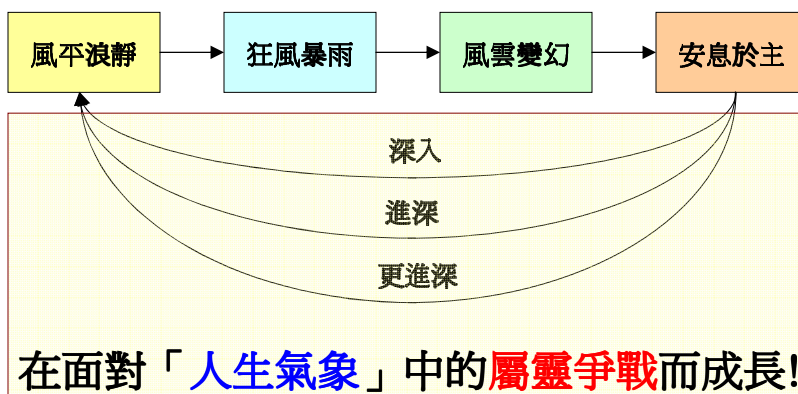 風平浪靜
狂風暴雨
風雲變幻
安息於主
深入
進深
更進深
在面對「人生氣象」中的屬靈爭戰而成長!